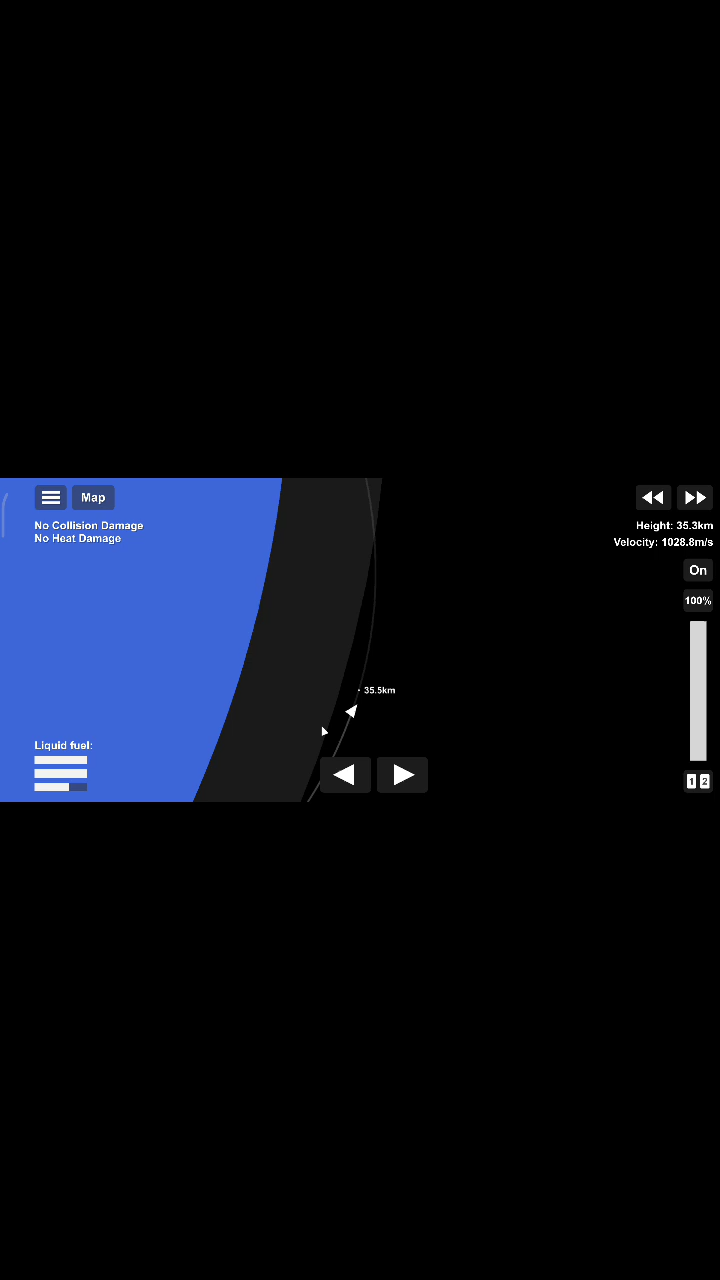 Map
No Collision Damage
No Heat Damage
Height: 35.3km
Velocity: 1028.8m/s
On
100%
35.5km
Liquid fuel:
1 2